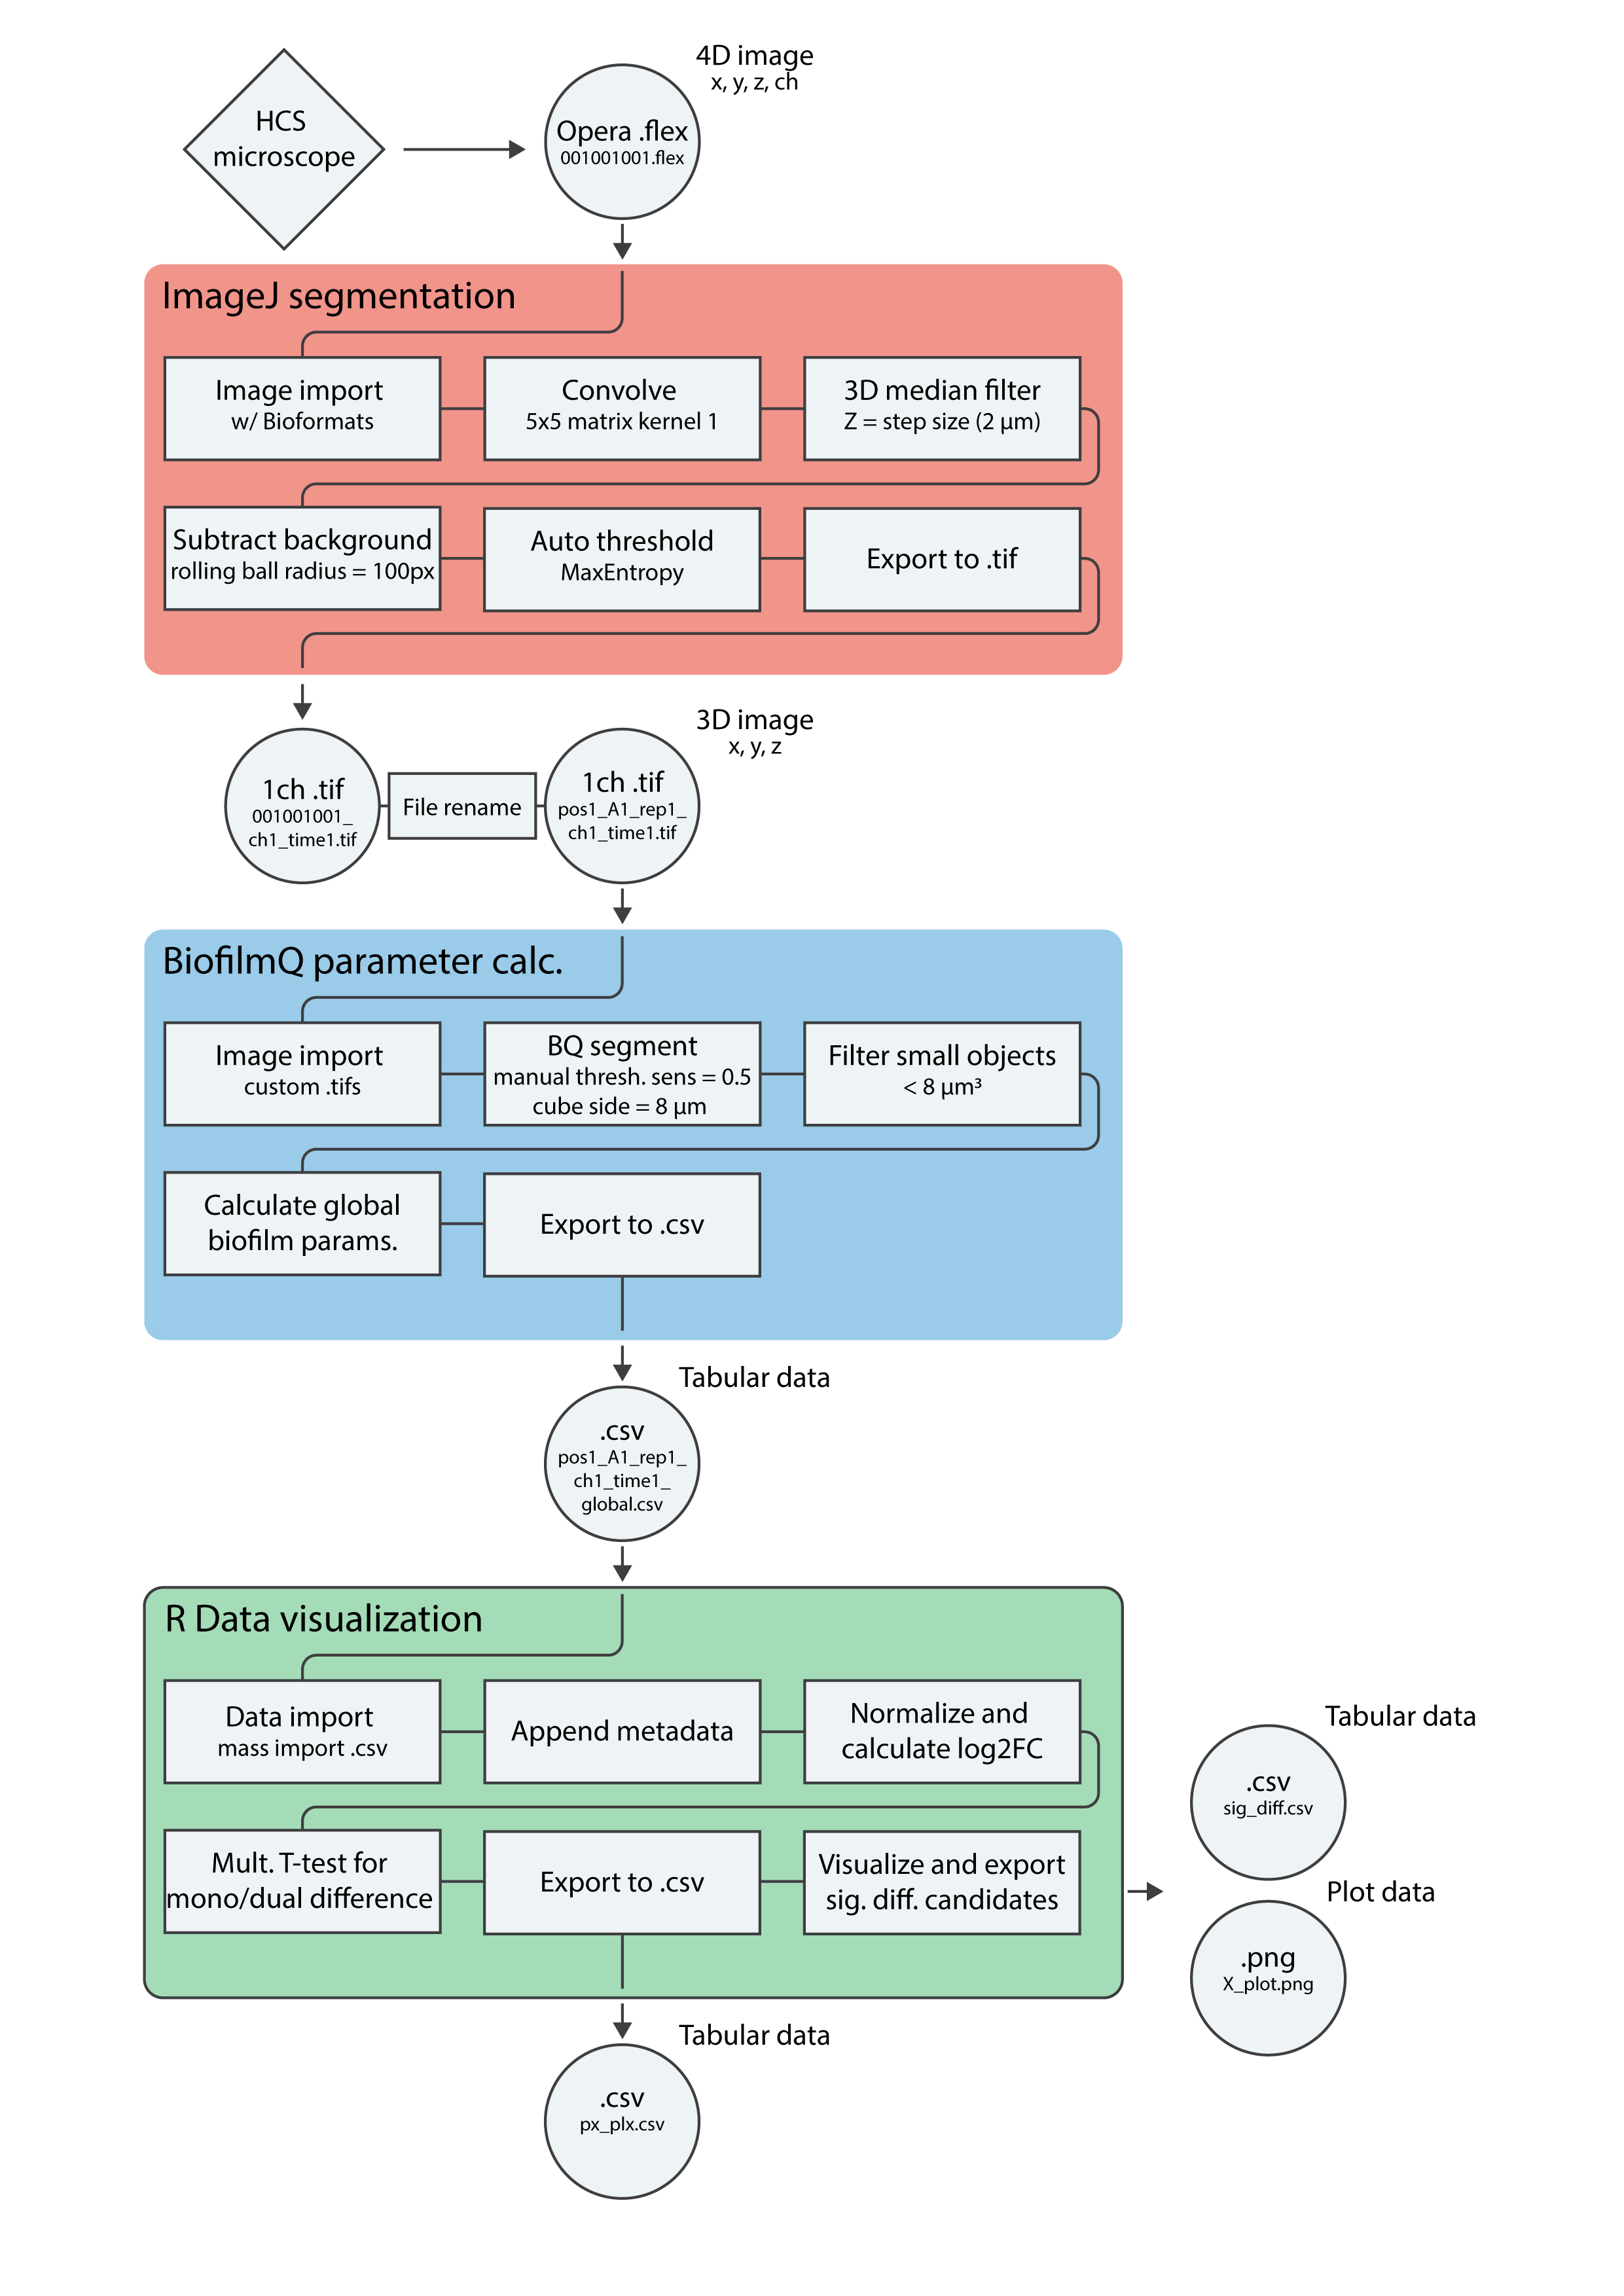 HCS
microscope
4D image
x, y, z, ch
Opera .flex
001001001.flex
ImageJ segmentation
Image import
w/ Bioformats
Convolve
5x5 matrix kernel 1
3D median filter
Z = step size (2 µm)
Subtract background
rolling ball radius = 100px
Auto threshold
MaxEntropy
Export to .tif
1ch .tif
001001001_
ch1_time1.tif
File rename
3D image
x, y, z
1ch .tif
pos1_A1_rep1_
ch1_time1.tif
BiofilmQ parameter calc.
Image import
custom .tifs
BQ segment
manual thresh. sens = 0.5
cube side = 8 µm
Filter small objects
< 8 µm³
Calculate global
biofilm params.
Export to .csv
Tabular data
.csv
pos1_A1_rep1_
ch1_time1_
global.csv
R Data visualization
Data import
mass import .csv
Append metadata
Normalize and
calculate log2FC
Mult. T-test for
mono/dual difference
Export to .csv
Visualize and export
sig. diff. candidates
Tabular data
.csv
sig_diff.csv
Plot data
.png
X_plot.png
Tabular data
.csv
px_plx.csv